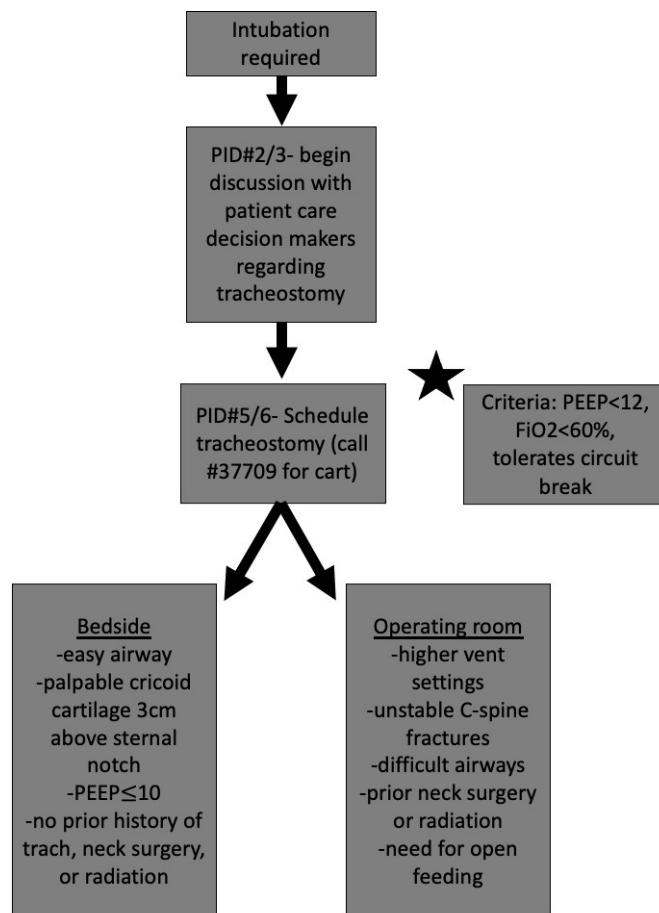 Intubation
required
PID#2/3- begin
discussion with
patient care
decision makers
regarding
tracheostomy
PID#5/6- Schedule
tracheostomy (call
#37709 for cart)
Criteria: PEEP<12,
FiO2<60%,
tolerates circuit
break
Bedside
-easy airway
-palpable cricoid
cartilage 3cm
above sternal
notch
-PEEP≤10
-no prior history of
trach, neck surgery,
or radiation
Operating room
-higher vent
settings
-unstable C-spine
fractures
-difficult airways
-prior neck surgery
or radiation
-need for open
feeding